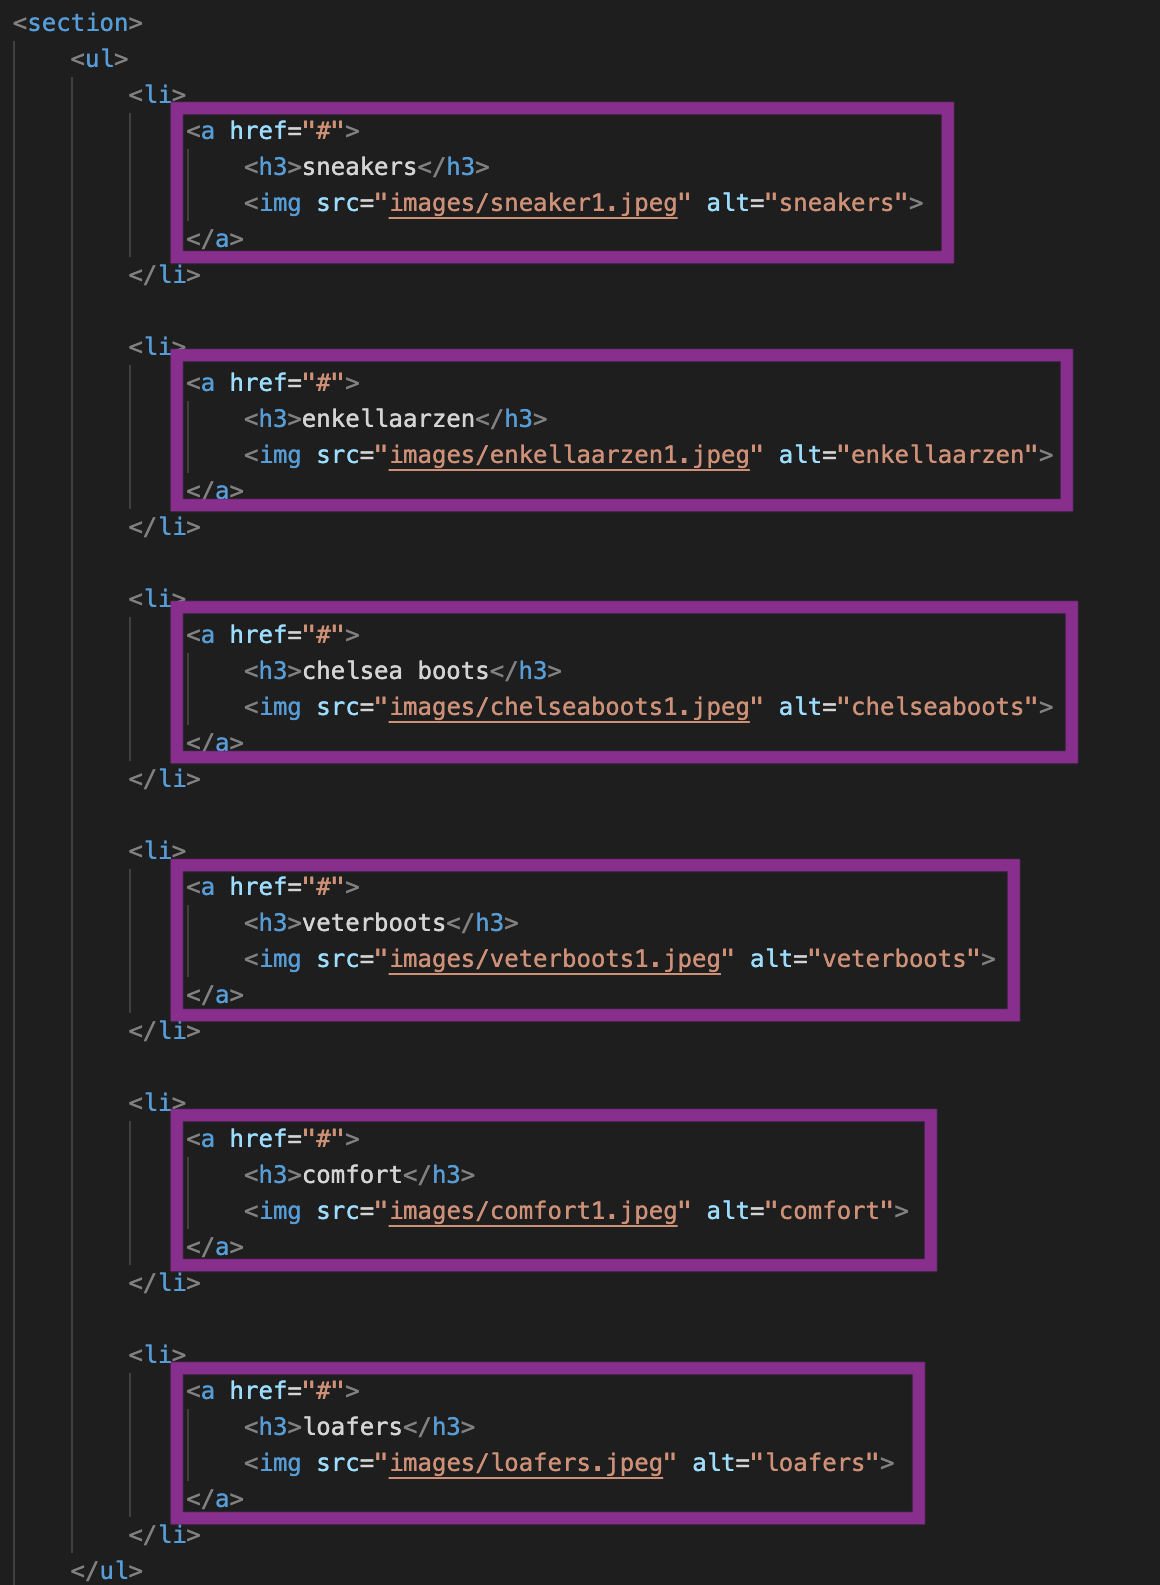 <section>
<ul>
<li>
<a href="#">
<h3>sneakers</h3>
<img src="images/sneaker1.jpeg" alt="sneakers">
</a>
</li>
<li>
<a href="#">
<h3>enkellaarzen</h3>
<img src="images/enkellaarzen1.jpeg" alt="enkellaarzen">
</a>
</li>
<li>
<a href="#">
<h3>chelsea boots</h3>
<img src="images/chelseaboots1.jpeg" alt="chelseaboots">
</a>
</li>
<li>
<a href="#">
<h3>veterboots</h3>
<img src="images/veterboots1.jpeg" alt="veterboots">
</a>
</li>
<li>
<a href="#">
<h3>comfort</h3>
<img src="images/comfort1.jpeg" alt="comfort">
</a>
</li>
<li>
<a href="#">
<h3>loafers</h3>
<img src="images/loafers.jpeg" alt="loafers">
</a>
</li>
</ul>